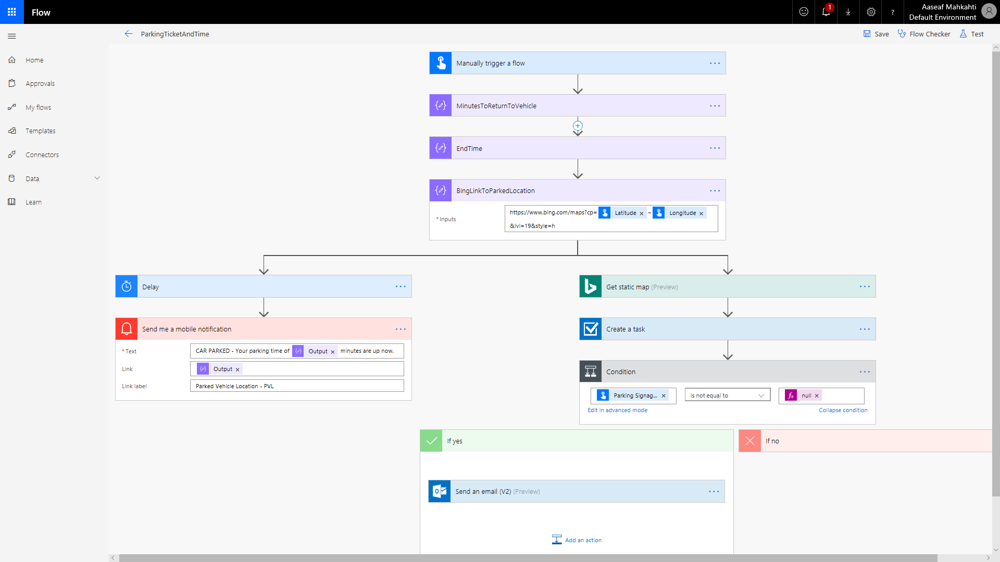 Flow
1
?
Aaseaf Mahkahti
Default Environment
ParkingTicketAndTime
Save
Flow Checker
Test
Home
Approvals
My flows
Templates
Connectors
Data
Learn
Manually trigger a flow
MinutesToReturnToVehicle
EndTime
BingLinkToParkedLocation
*Inputs
https://www.bing.com/maps?cp= Latitude × ~ Longitude ×
&lvl=19&style=h
Delay
Send me a mobile notification
*Text
CAR PARKED - Your parking time of Output × minutes are up now.
Link
Output ×
Link label
Parked Vehicle Location - PVL
Get static map (Preview)
Create a task
Condition
Parking Signag... ×
is not equal to
fx null ×
Edit in advanced mode
Collapse condition
If yes
If no
Send an email (V2) (Preview)
Add an action